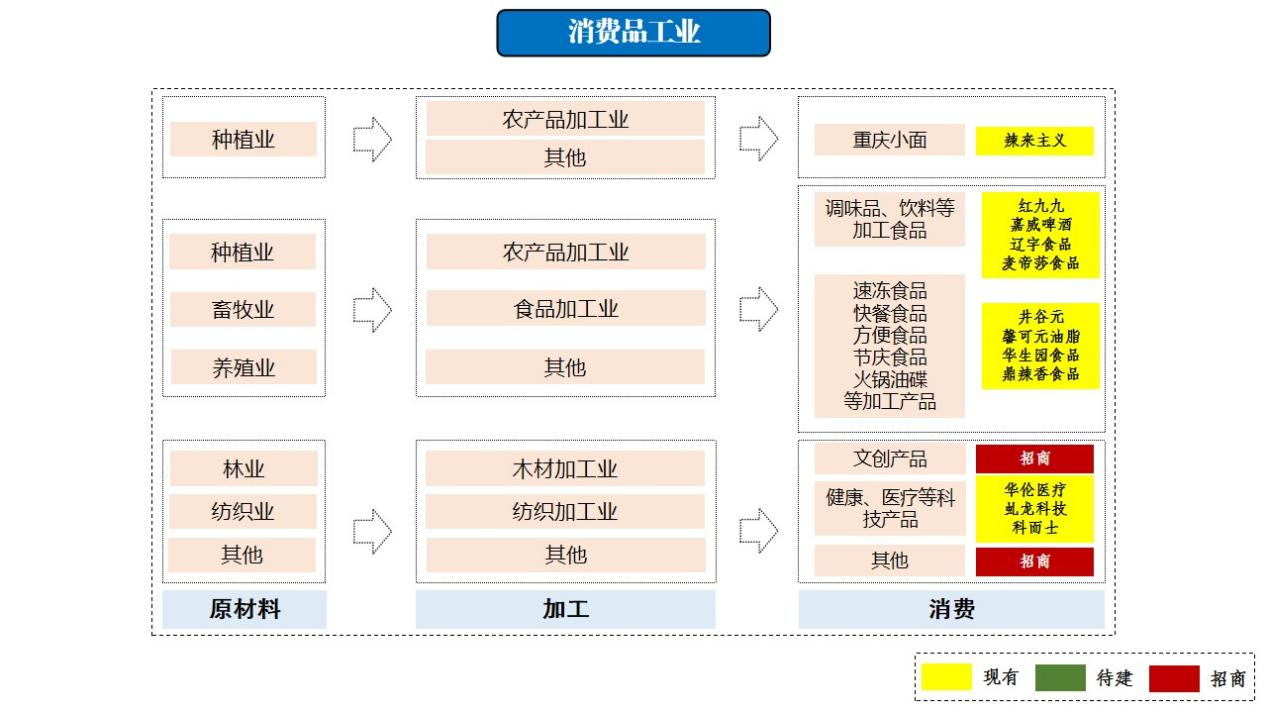 消费品工业
种植业
农产品加工业
其他
重庆小面
辣来主义
种植业
畜牧业
养殖业
农产品加工业
食品加工业
其他
调味品、饮料等
加工食品
红九九
嘉威啤酒
辽宇食品
麦帝莎食品
速冻食品
快餐食品
方便食品
节庆食品
火锅油碟
等加工产品
井谷元
馨可元油脂
华生园食品
鼎辣香食品
林业
纺织业
其他
木材加工业
纺织加工业
其他
文创产品
招商
健康、医疗等科
技产品
华伦医疗
虬龙科技
科而士
其他
招商
原材料
加工
消费
现有
待建
招商